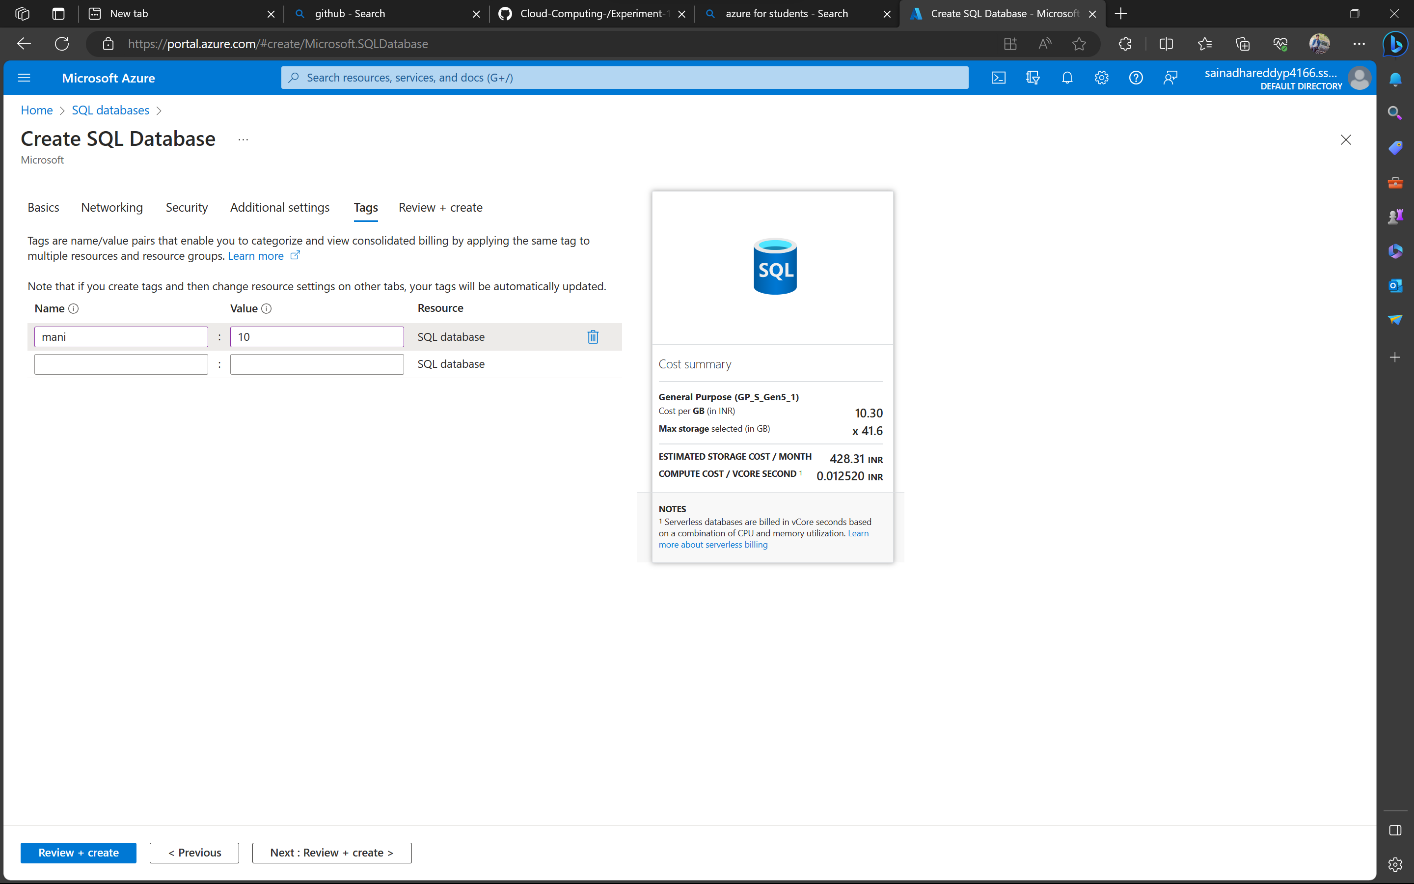 New tab
github - Search
Cloud-Computing-/Experiment-
azure for students - Search
Create SQL Database - Microsoft
https://portal.azure.com/#create/Microsoft.SQLDatabase
Microsoft Azure
Search resources, services, and docs (G+/)
sainadhareddyp4166.ss...
DEFAULT DIRECTORY
Home > SQL databases >
Create SQL Database ...
Microsoft
Basics Networking Security Additional settings Tags Review + create
Tags are name/value pairs that enable you to categorize and view consolidated billing by applying the same tag to
multiple resources and resource groups. Learn more
Note that if you create tags and then change resource settings on other tabs, your tags will be automatically updated.
Name Value Resource
mani : 10 SQL database
: SQL database
SQL
Cost summary
General Purpose (GP_S_Gen5_1)
Cost per GB (in INR) 10.30
Max storage selected (in GB) x 41.6
ESTIMATED STORAGE COST / MONTH 428.31 INR
COMPUTE COST / VCORE SECOND 1 0.012520 INR
NOTES
1 Serverless databases are billed in vCore seconds based
on a combination of CPU and memory utilization. Learn
more about serverless billing
Review + create < Previous Next : Review + create >